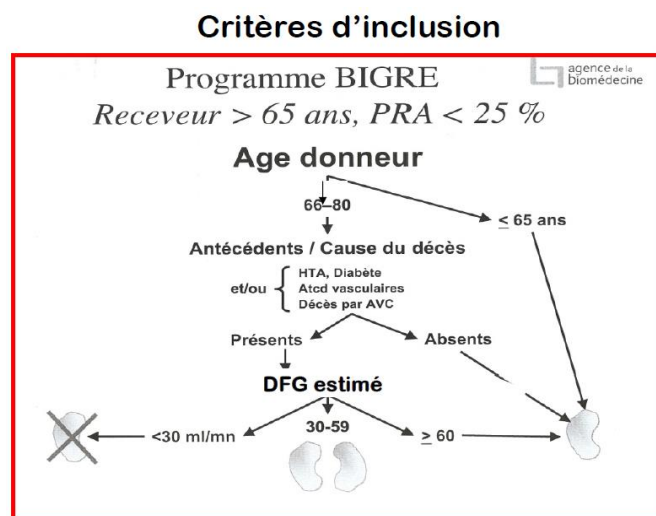 Critères d'inclusion
agence de la
biomédecine
Programme BIGRE
Receveur > 65 ans, PRA < 25 %
Age donneur
66–80
≤ 65 ans
Antécédents / Cause du décès
et/ou
HTA, Diabète
Atcd vasculaires
Décès par AVC
Présents
Absents
DFG estimé
<30 ml/mn
30-59
≥ 60